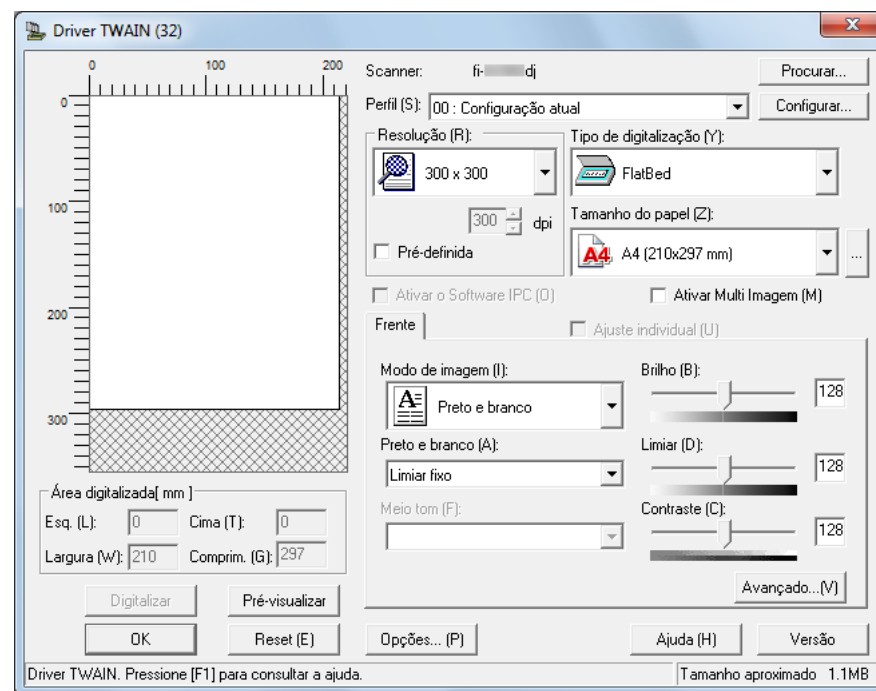 Driver TWAIN (32)
0 100 200
0
100
200
300
Scanner: fi- dj
Procurar...
Perfil (S): 00 : Configuração atual
Configurar...
Resolução (R):
300 x 300
300 dpi
Pré-definida
Tipo de digitalização (Y):
FlatBed
Tamanho do papel (Z):
A4 A4 (210x297 mm)
...
Ativar o Software IPC (O)
Ativar Multi Imagem (M)
Frente
Ajuste individual (U)
Modo de imagem (I):
Preto e branco
Preto e branco (A):
Limiar fixo
Meio tom (F):
Brilho (B):
128
Limiar (D):
128
Contraste (C):
128
Avançado...(V)
Área digitalizada[ mm ]
Esq. (L): 0 Cima (T): 0
Largura (W): 210 Comprim. (G): 297
Digitalizar Pré-visualizar
OK Reset (E) Opções... (P) Ajuda (H) Versão
Driver TWAIN. Pressione [F1] para consultar a ajuda. Tamanho aproximado 1.1MB